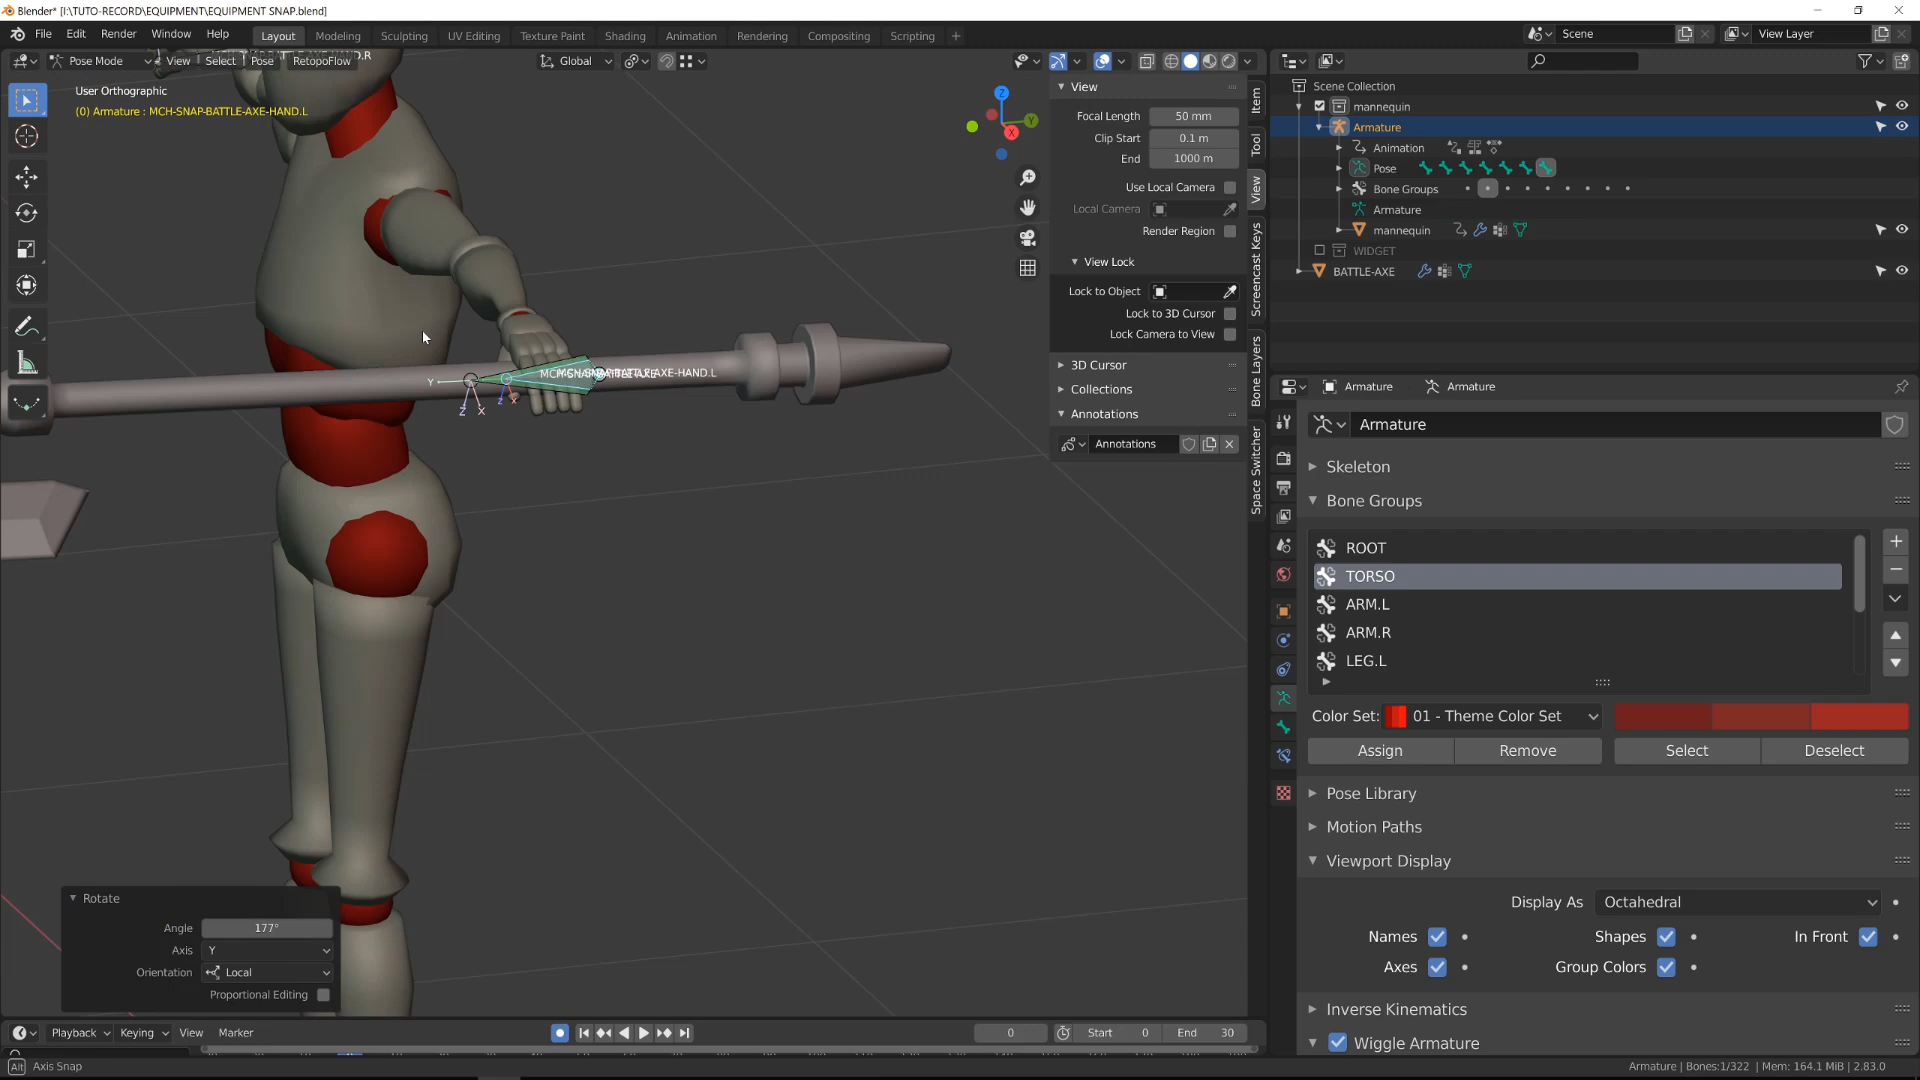 Blender* [I:\TUTO-RECORD\EQUIPMENT\EQUIPMENT SNAP.blend]
File Edit Render Window Help Layout Modeling Sculpting UV Editing Texture Paint Shading Animation Rendering Compositing Scripting + Scene View Layer
Pose Mode View Select Pose RetopoFlow Global
User Orthographic
(0) Armature : MCH-SNAP-BATTLE-AXE-HAND.L
View
Focal Length 50 mm
Clip Start 0.1 m
End 1000 m
Use Local Camera
Local Camera
Render Region
View Lock
Lock to Object
Lock to 3D Cursor
Lock Camera to View
3D Cursor
Collections
Annotations
Annotations
Item
Tool
View
Screencast Keys
Bone Layers
Space Switcher
Z
Y
X
Y
Z
X
Z
X
Scene Collection
mannequin
Armature
Animation
Pose
Bone Groups
Armature
mannequin
WIDGET
BATTLE-AXE
Armature Armature
Armature
Skeleton
Bone Groups
ROOT
TORSO
ARM.L
ARM.R
LEG.L
Color Set: 01 - Theme Color Set
Assign Remove Select Deselect
Pose Library
Motion Paths
Viewport Display
Display As Octahedral
Names Shapes In Front
Axes Group Colors
Inverse Kinematics
Wiggle Armature
Rotate
Angle 177°
Axis Y
Orientation Local
Proportional Editing
Playback Keying View Marker 0 Start 0 End 30
Alt Axis Snap
Armature | Bones:1/322 | Mem: 164.1 MiB | 2.83.0